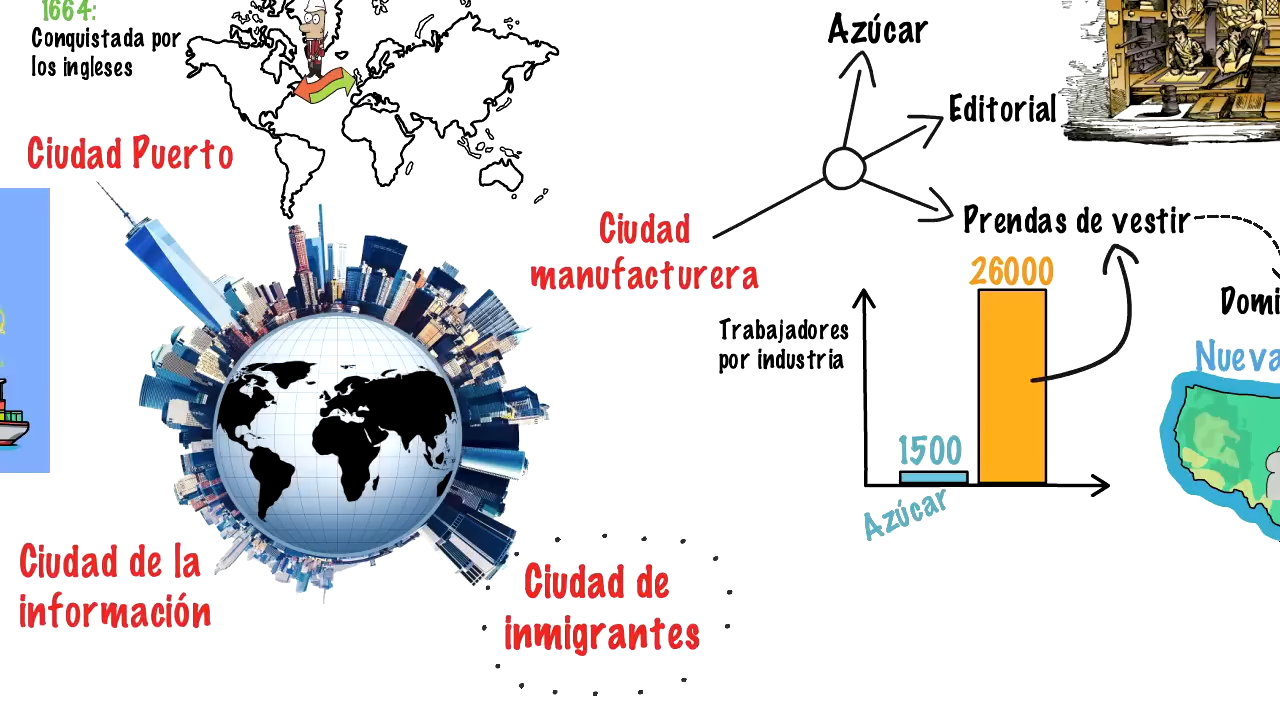 1664:
Conquistada por
los ingleses
Ciudad Puerto
Azúcar
Editorial
Prendas de vestir
Ciudad
manufacturera
26000
Trabajadores
por industria
1500
Azúcar
Nueva
Ciudad de la
información
Ciudad de
inmigrantes